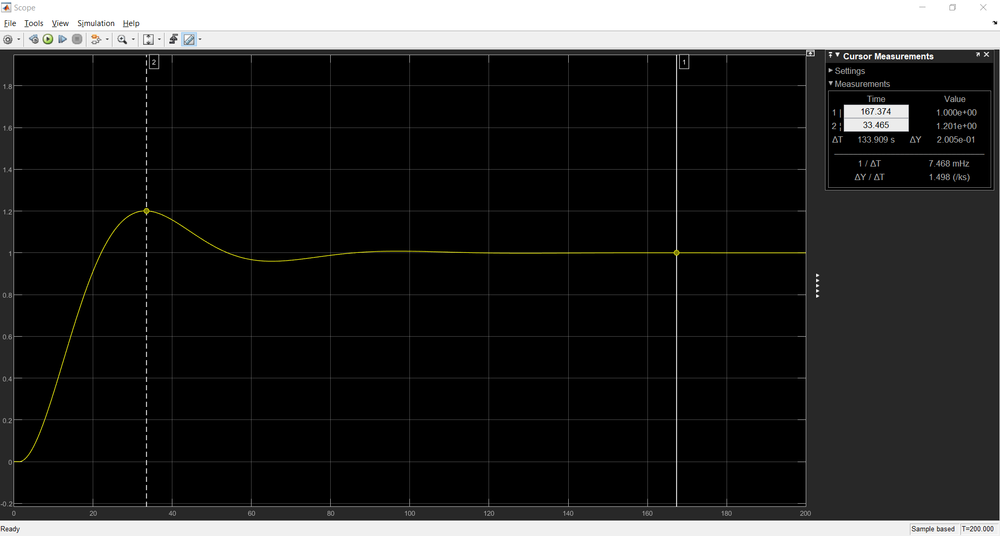 Scope
File Tools View Simulation Help
2
1
1.8
1.6
1.4
1.2
1
0.8
0.6
0.4
0.2
0
-0.2
0 20 40 60 80 100 120 140 160 180 200
Cursor Measurements
Settings
Measurements
Time Value
1 | 167.374 1.000e+00
2 ¦ 33.465 1.201e+00
ΔT 133.909 s ΔY 2.005e-01
1 / ΔT 7.468 mHz
ΔY / ΔT 1.498 (/ks)
Ready Sample based T=200.000